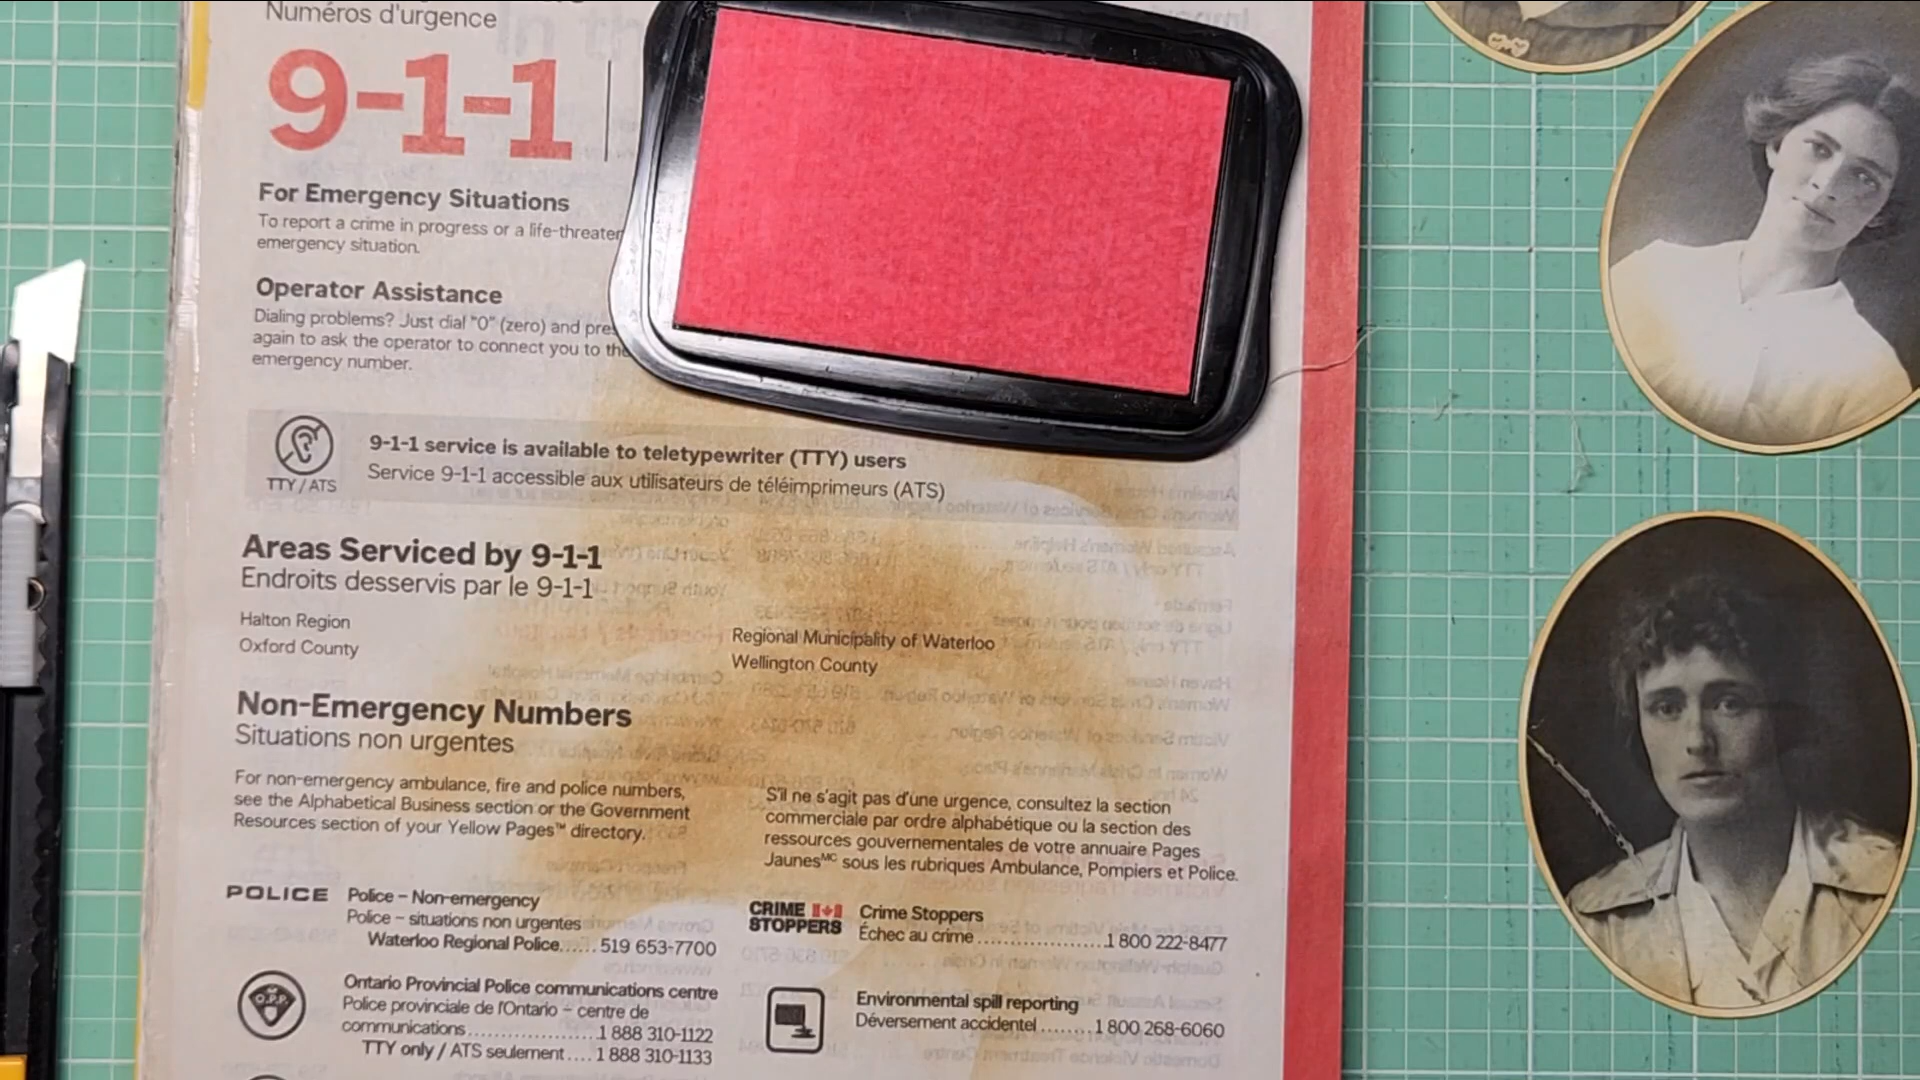 Numéros d'urgence
9-1-1
For Emergency Situations
To report a crime in progress or a life-threater
emergency situation.
Operator Assistance
Dialing problems? Just dial "0" (zero) and pres
again to ask the operator to connect you to the
emergency number.
TTY / ATS
9-1-1 service is available to teletypewriter (TTY) users
Service 9-1-1 accessible aux utilisateurs de téléimprimeurs (ATS)
Areas Serviced by 9-1-1
Endroits desservis par le 9-1-1
Halton Region
Oxford County
Regional Municipality of Waterloo
Wellington County
Non-Emergency Numbers
Situations non urgentes
For non-emergency ambulance, fire and police numbers,
see the Alphabetical Business section or the Government
Resources section of your Yellow Pages™ directory.
S'il ne s'agit pas d'une urgence, consultez la section
commerciale par ordre alphabétique ou la section des
ressources gouvernementales de votre annuaire Pages
Jaunes MC sous les rubriques Ambulance, Pompiers et Police.
POLICE
Police – Non-emergency
Police – situations non urgentes
Waterloo Regional Police......519 653-7700
O.P.P.
Ontario Provincial Police communications centre
Police provinciale de l'Ontario – centre de
communications.....................1 888 310-1122
TTY only / ATS seulement....1 888 310-1133
CRIME STOPPERS
Crime Stoppers
Échec au crime.....................1 800 222-8477
Environmental spill reporting
Déversement accidentel........1 800 268-6060